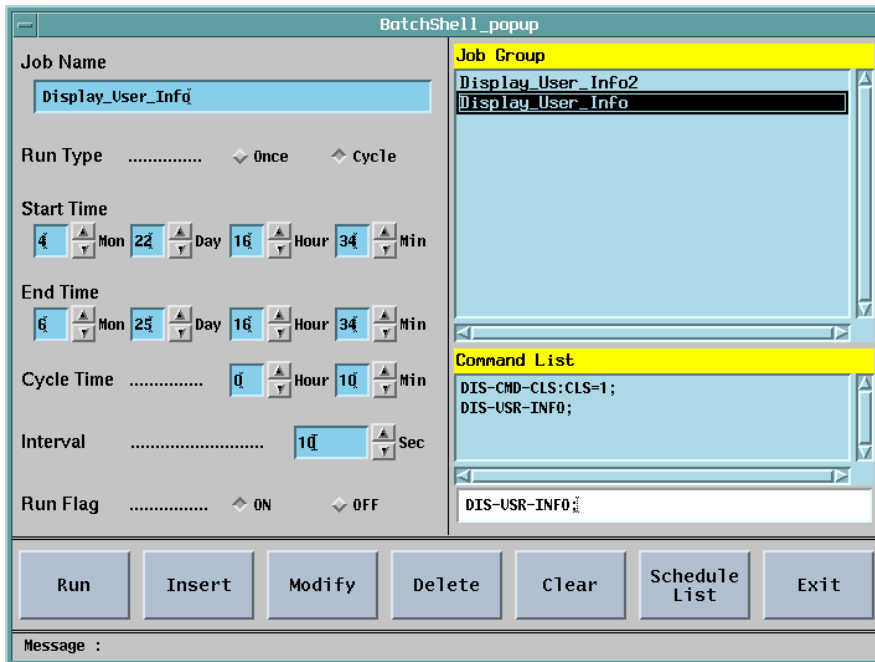 BatchShell_popup
Job Name
Display_User_Info
Run Type ............... Once Cycle
Start Time
4 Mon 22 Day 16 Hour 34 Min
End Time
6 Mon 25 Day 16 Hour 34 Min
Cycle Time ............... 0 Hour 10 Min
Interval ........................... 10 Sec
Run Flag ................ ON OFF
Job Group
Display_User_Info2
Display_User_Info
Command List
DIS-CMD-CLS:CLS=1;
DIS-USR-INFO;
DIS-USR-INFO;
Run Insert Modify Delete Clear Schedule List Exit
Message :